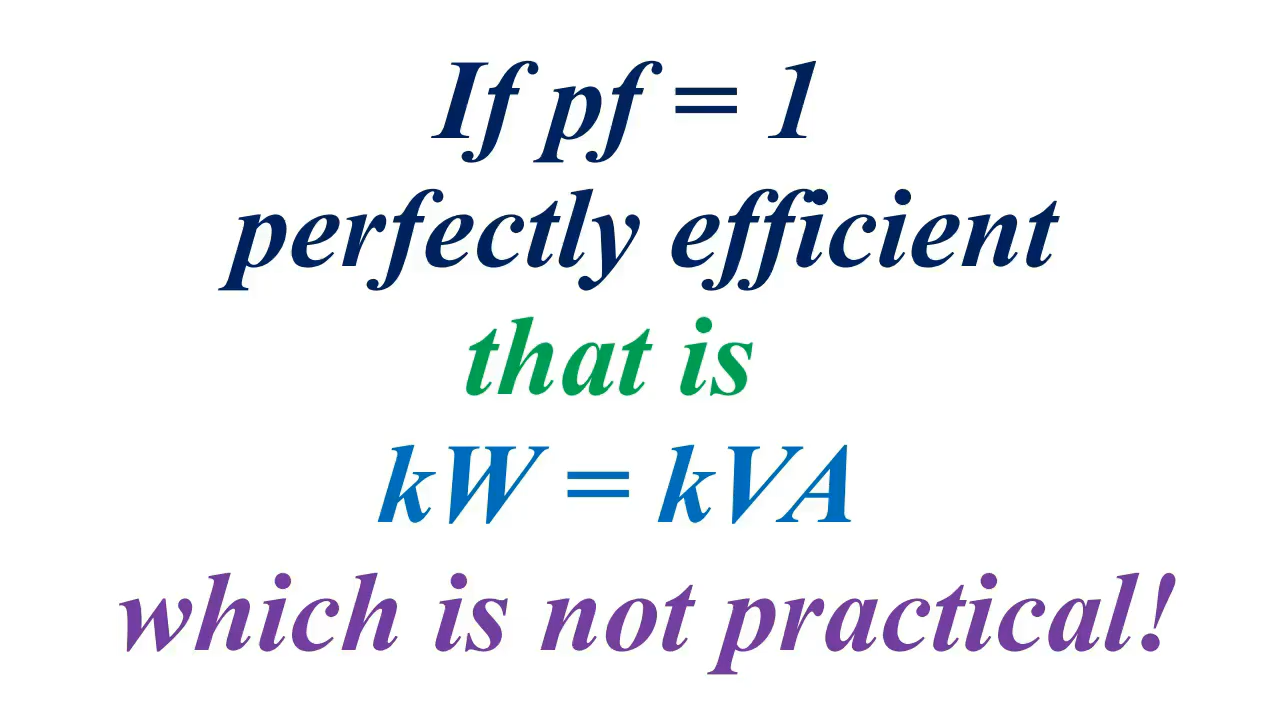 If pf = 1
perfectly efficient
that is
kW = kVA
which is not practical!